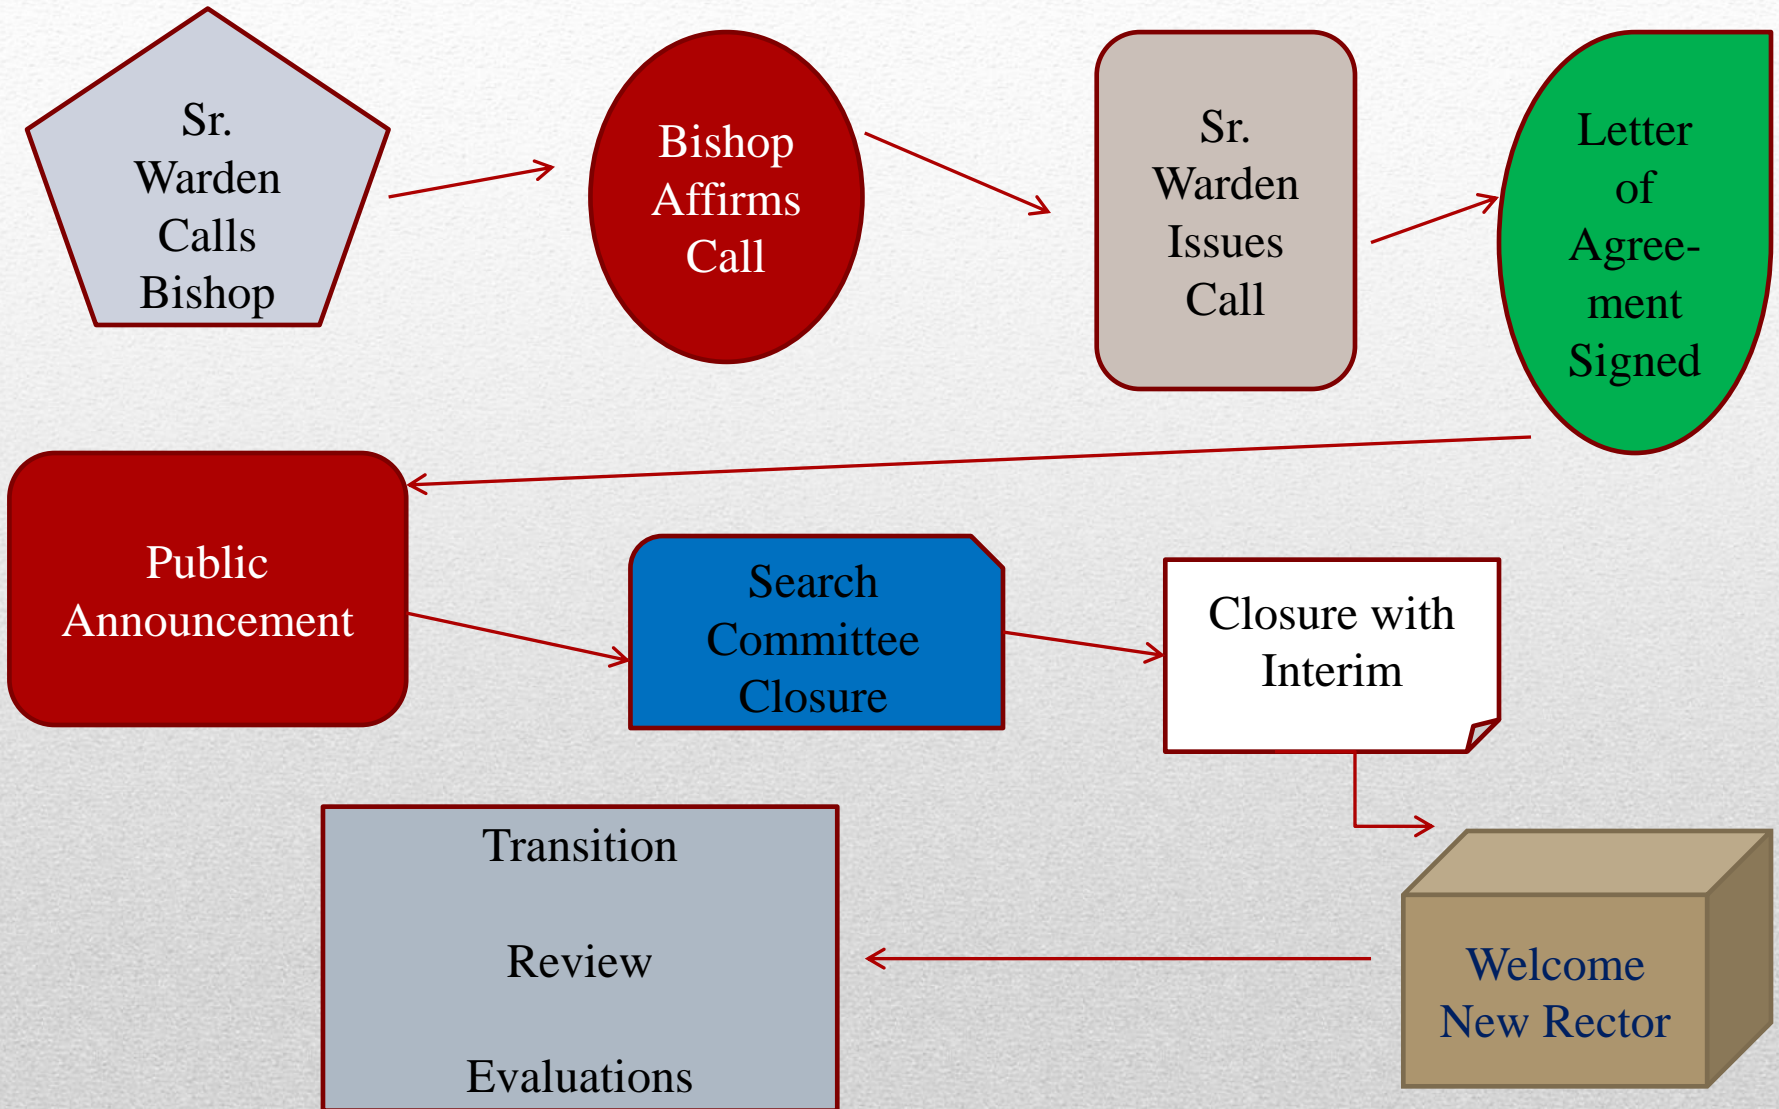 Sr.
Warden
Calls
Bishop
Bishop
Affirms
Call
Sr.
Warden
Issues
Call
Letter
of
Agree-
ment
Signed
Public
Announcement
Search
Committee
Closure
Closure with
Interim
Welcome
New Rector
Transition
Review
Evaluations